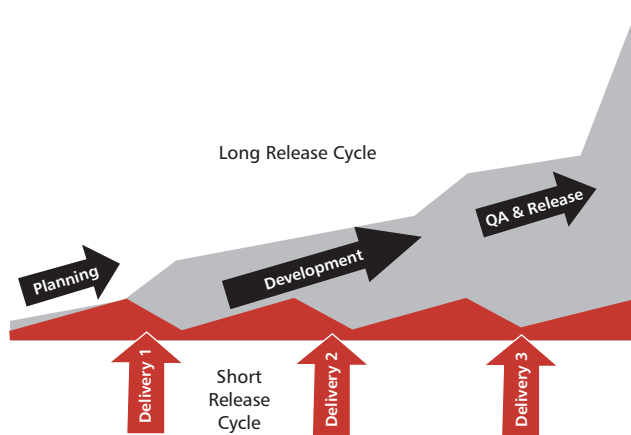 Long Release Cycle
QA & Release
Planning
Development
Delivery 1
Short
Release
Cycle
Delivery 2
Delivery 3